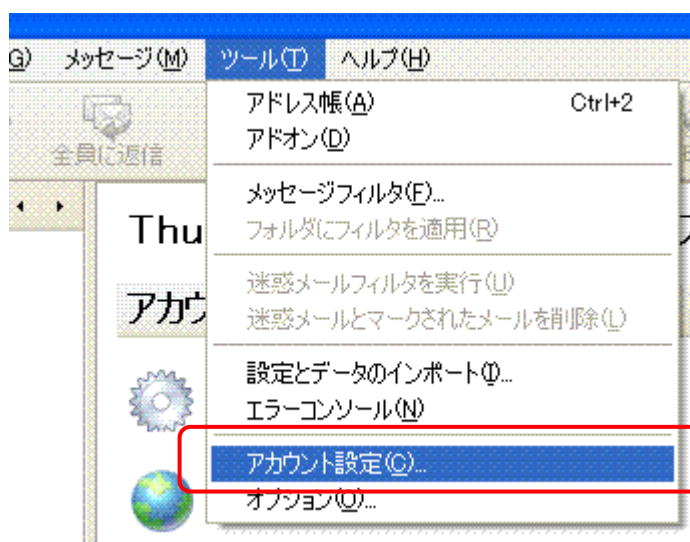 (G) メッセージ(M) ツール(T) ヘルプ(H)
全員に返信
アドレス帳(A) Ctrl+2
アドオン(D)
メッセージフィルタ(F)...
Thu
フォルダにフィルタを適用(R)
迷惑メールフィルタを実行(U)
アカウ
迷惑メールとマークされたメールを削除(L)
設定とデータのインポート(I)...
エラーコンソール(N)
アカウント設定(C)...
オプション(O)...